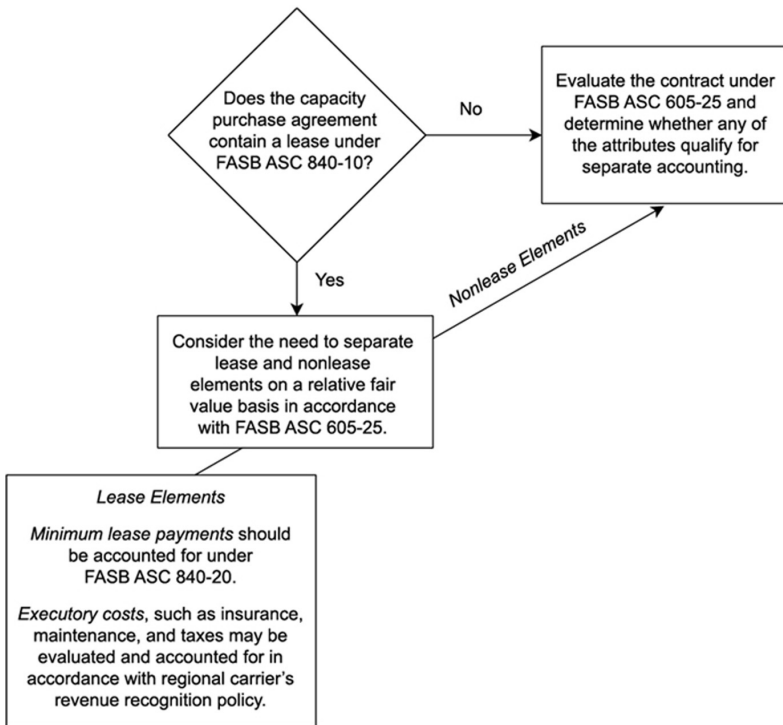 Does the capacity
purchase agreement
contain a lease under
FASB ASC 840-10?
No
Evaluate the contract under
FASB ASC 605-25 and
determine whether any of
the attributes qualify for
separate accounting.
Yes
Nonlease Elements
Consider the need to separate
lease and nonlease
elements on a relative fair
value basis in accordance
with FASB ASC 605-25.
Lease Elements
Minimum lease payments should
be accounted for under
FASB ASC 840-20.
Executory costs, such as insurance,
maintenance, and taxes may be
evaluated and accounted for in
accordance with regional carrier’s
revenue recognition policy.